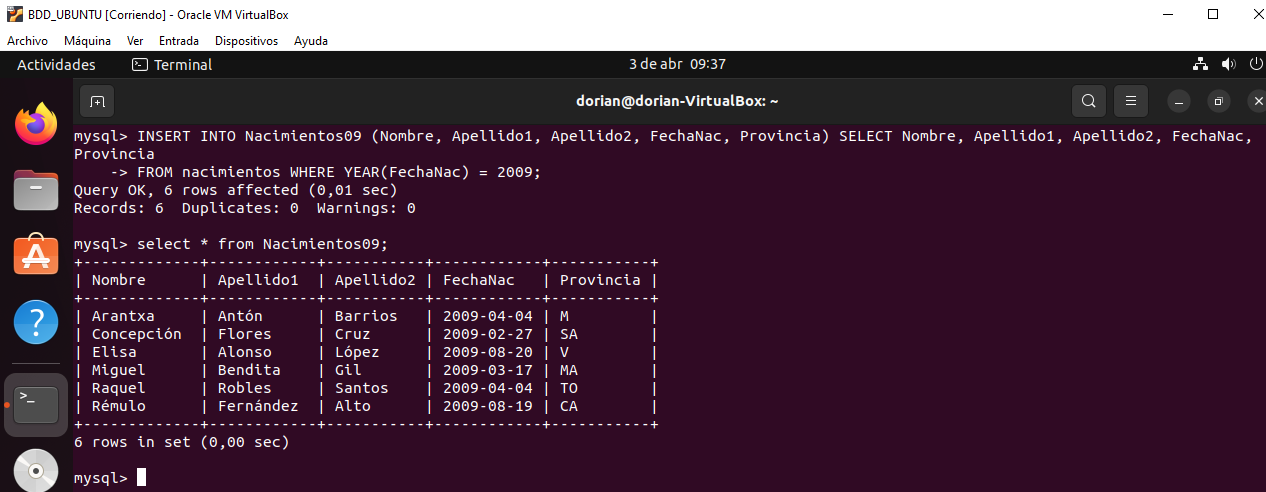 BDD_UBUNTU [Corriendo] - Oracle VM VirtualBox
Archivo Máquina Ver Entrada Dispositivos Ayuda
Actividades Terminal 3 de abr 09:37
dorian@dorian-VirtualBox: ~
mysql> INSERT INTO Nacimientos09 (Nombre, Apellido1, Apellido2, FechaNac, Provincia) SELECT Nombre, Apellido1, Apellido2, FechaNac,
Provincia
    -> FROM nacimientos WHERE YEAR(FechaNac) = 2009;
Query OK, 6 rows affected (0,01 sec)
Records: 6  Duplicates: 0  Warnings: 0
mysql> select * from Nacimientos09;
+-------------+------------+-----------+------------+-----------+
| Nombre      | Apellido1  | Apellido2 | FechaNac   | Provincia |
+-------------+------------+-----------+------------+-----------+
| Arantxa     | Antón      | Barrios   | 2009-04-04 | M         |
| Concepción  | Flores     | Cruz      | 2009-02-27 | SA        |
| Elisa       | Alonso     | López     | 2009-08-20 | V         |
| Miguel      | Bendita    | Gil       | 2009-03-17 | MA        |
| Raquel      | Robles     | Santos    | 2009-04-04 | TO        |
| Rémulo      | Fernández  | Alto      | 2009-08-19 | CA        |
+-------------+------------+-----------+------------+-----------+
6 rows in set (0,00 sec)
mysql>